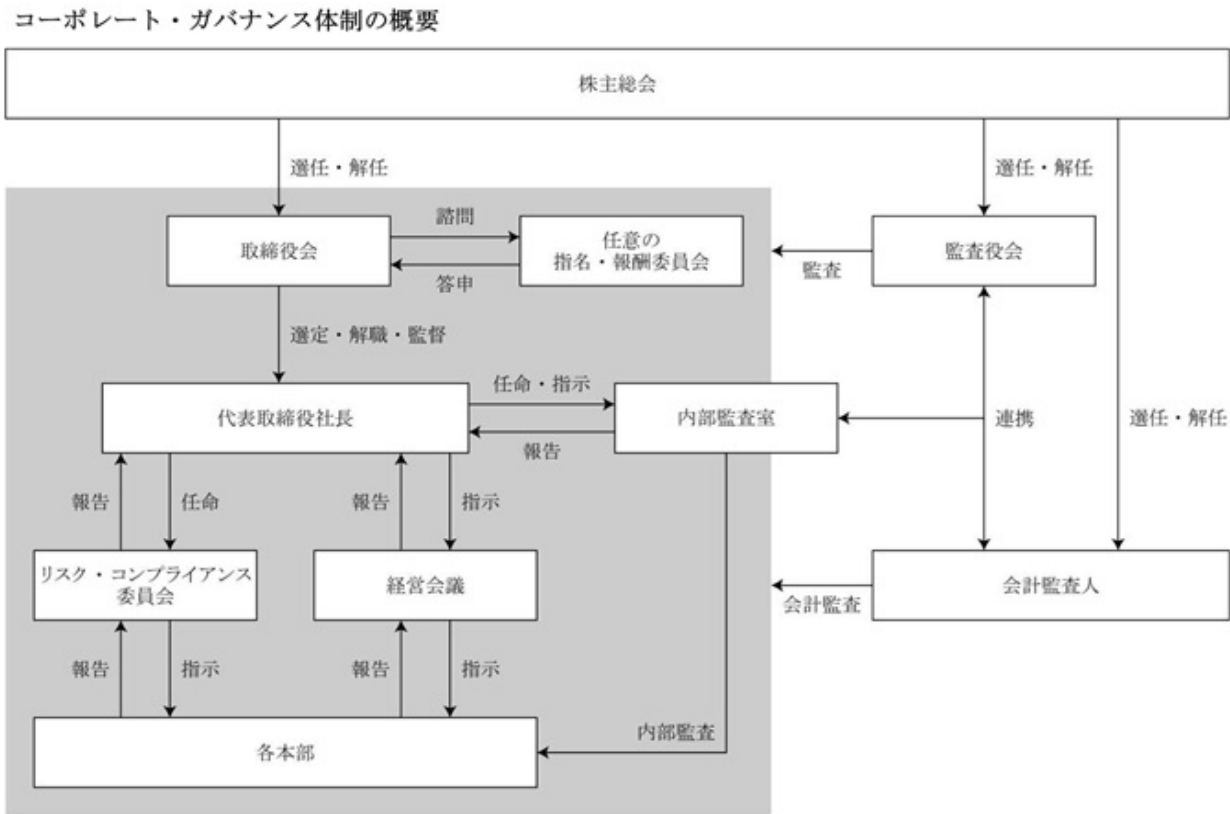 コーポレート・ガバナンス体制の概要
株主総会
選任・解任
選任・解任
諮問
取締役会
任意の
指名・報酬委員会
監査役会
答申
監査
選定・解職・監督
任命・指示
代表取締役社長
内部監査室
連携
選任・解任
報告
報告
任命
報告
指示
リスク・コンプライアンス
委員会
経営会議
会計監査人
会計監査
報告
指示
報告
指示
内部監査
各本部